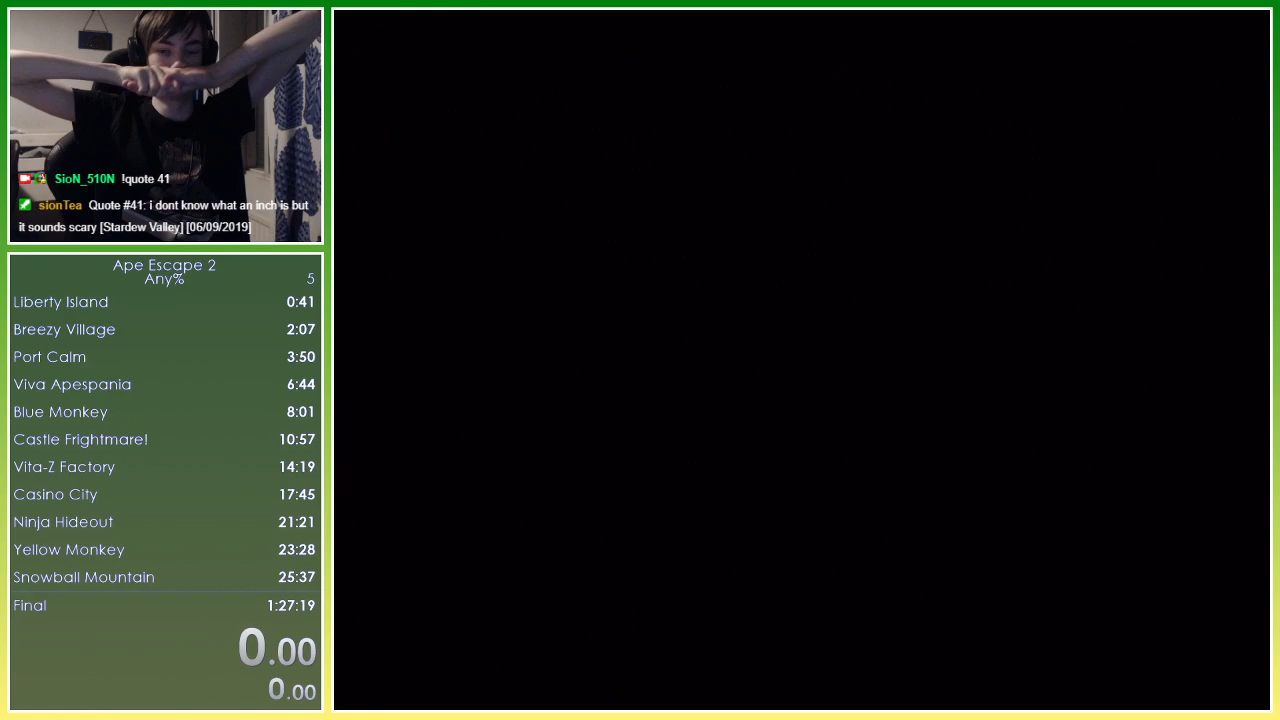 SioN_510N !quote 41
sionTea Quote #41: i dont know what an inch is but
it sounds scary [Stardew Valley] [06/09/2019]
Ape Escape 2
Any% 5
Liberty Island 0:41
Breezy Village 2:07
Port Calm 3:50
Viva Apespania 6:44
Blue Monkey 8:01
Castle Frightmare! 10:57
Vita-Z Factory 14:19
Casino City 17:45
Ninja Hideout 21:21
Yellow Monkey 23:28
Snowball Mountain 25:37
Final 1:27:19
0.00
0.00